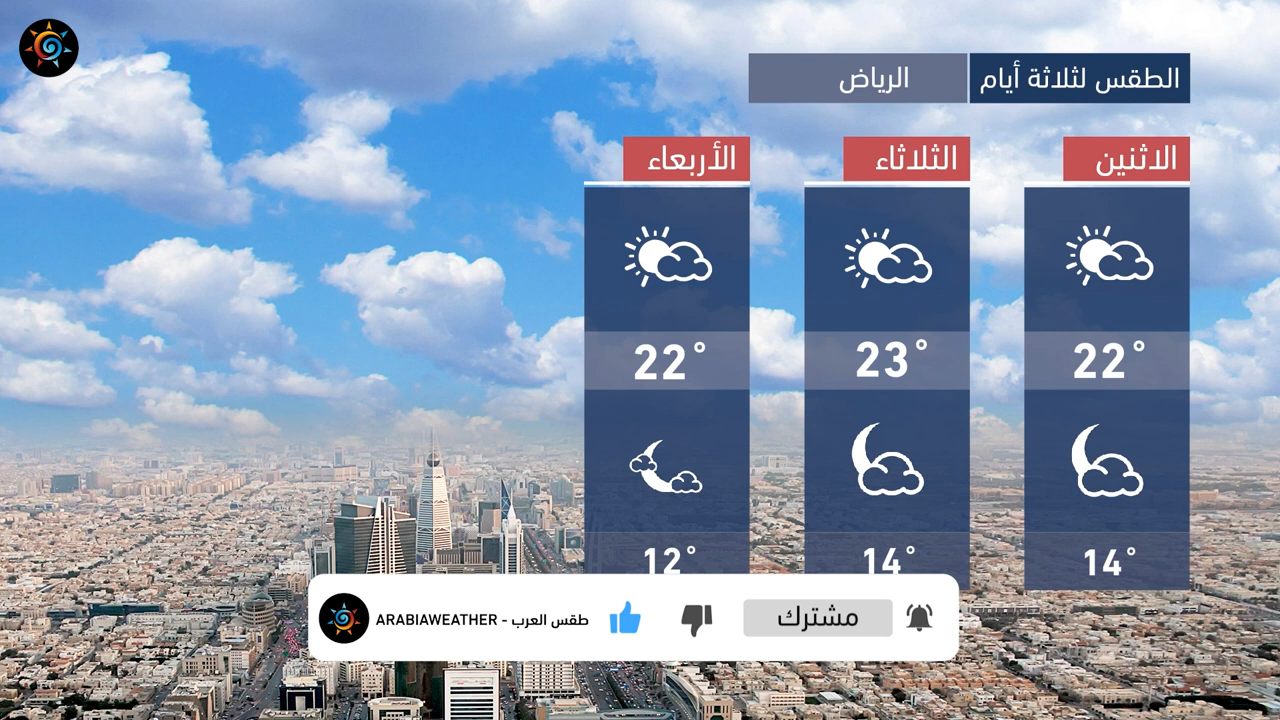 الطقس لثلاثة أيام
الرياض
الاثنين
الثلاثاء
الأربعاء
22°
23°
22°
14°
14°
12°
ARABIAWEATHER - طقس العرب
مشترك